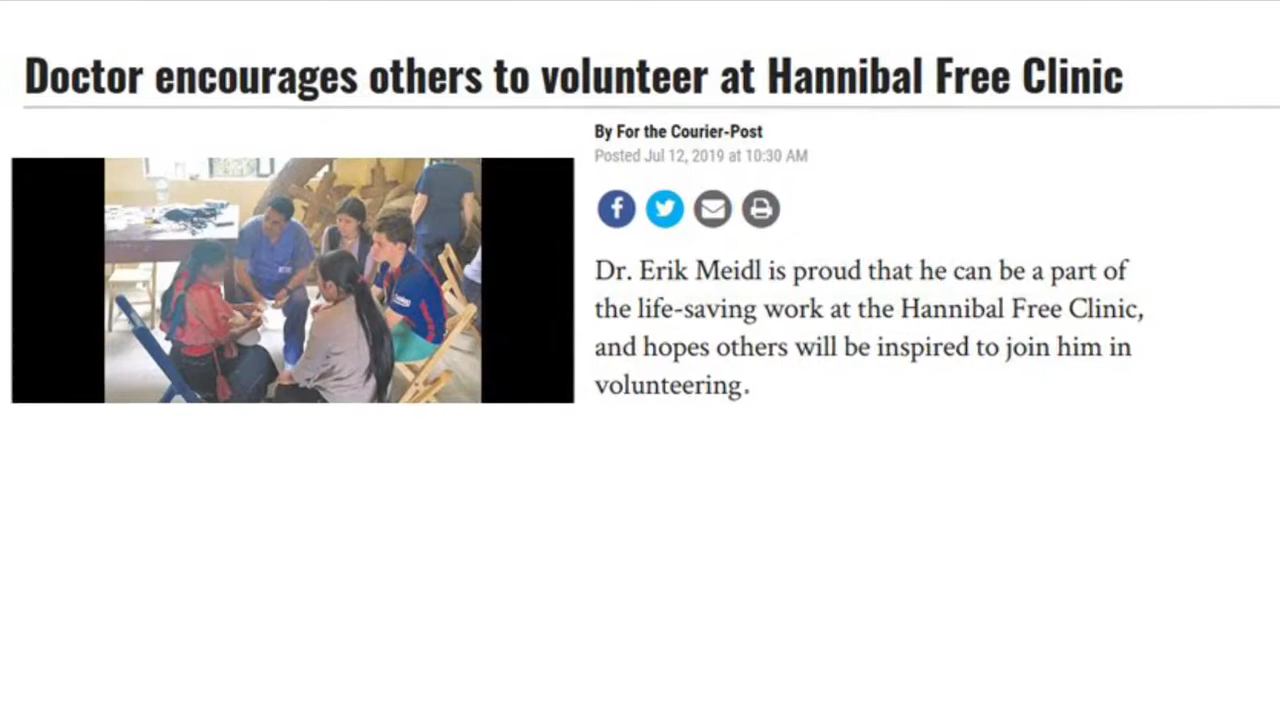 Doctor encourages others to volunteer at Hannibal Free Clinic
By For the Courier-Post
Posted Jul 12, 2019 at 10:30 AM
Dr. Erik Meidl is proud that he can be a part of
the life-saving work at the Hannibal Free Clinic,
and hopes others will be inspired to join him in
volunteering.